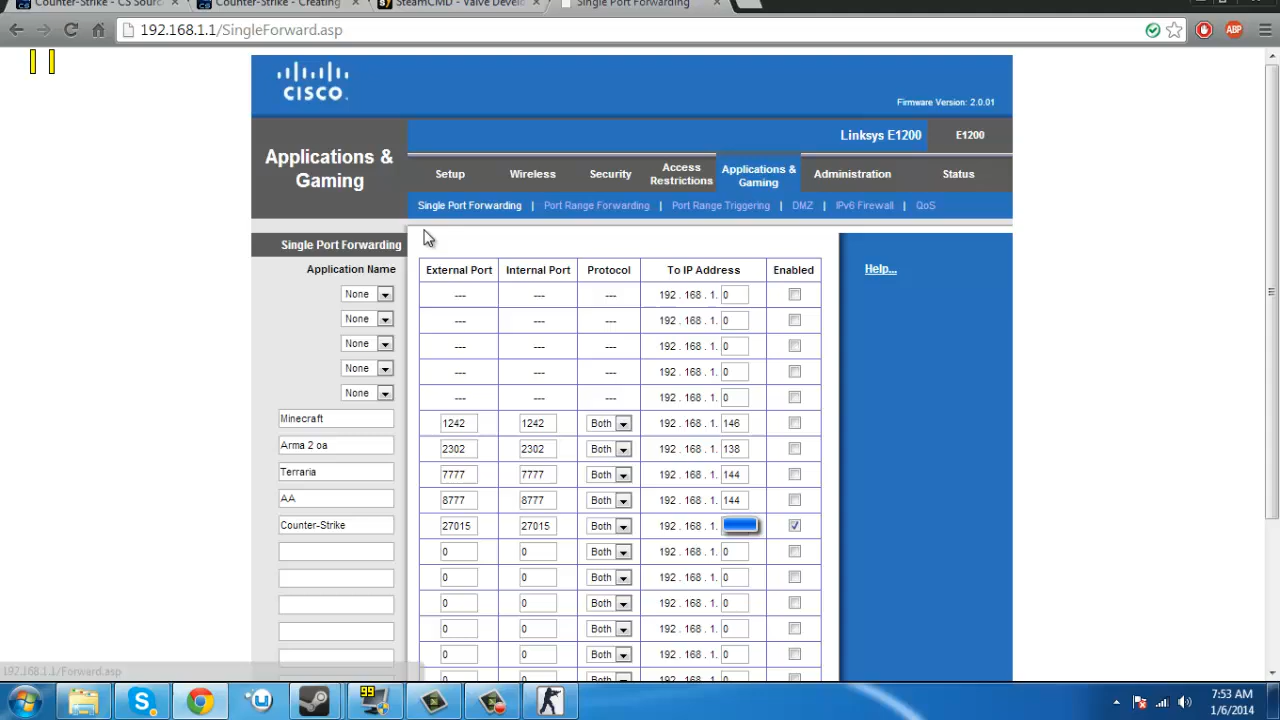 Counter-Strike - CS Sourc
Counter-Strike - Creating
SteamCMD - Valve Develo
Single Port Forwarding
192.168.1.1/SingleForward.asp
ABP
CISCO
Firmware Version: 2.0.01
Linksys E1200
E1200
Applications & Gaming
Setup
Wireless
Security
Access Restrictions
Applications & Gaming
Administration
Status
Single Port Forwarding | Port Range Forwarding | Port Range Triggering | DMZ | IPv6 Firewall | QoS
Single Port Forwarding
Help...
Application Name
External Port Internal Port Protocol To IP Address Enabled
None --- --- --- 192 . 168 . 1. 0
None --- --- --- 192 . 168 . 1. 0
None --- --- --- 192 . 168 . 1. 0
None --- --- --- 192 . 168 . 1. 0
None --- --- --- 192 . 168 . 1. 0
Minecraft 1242 1242 Both 192 . 168 . 1. 146
Arma 2 oa 2302 2302 Both 192 . 168 . 1. 138
Terraria 7777 7777 Both 192 . 168 . 1. 144
AA 8777 8777 Both 192 . 168 . 1. 144
Counter-Strike 27015 27015 Both 192 . 168 . 1.
0 0 Both 192 . 168 . 1. 0
0 0 Both 192 . 168 . 1. 0
0 0 Both 192 . 168 . 1. 0
0 0 Both 192 . 168 . 1. 0
0 0 Both 192 . 168 . 1. 0
192.168.1.1/Forward.asp
99
7:53 AM
1/6/2014